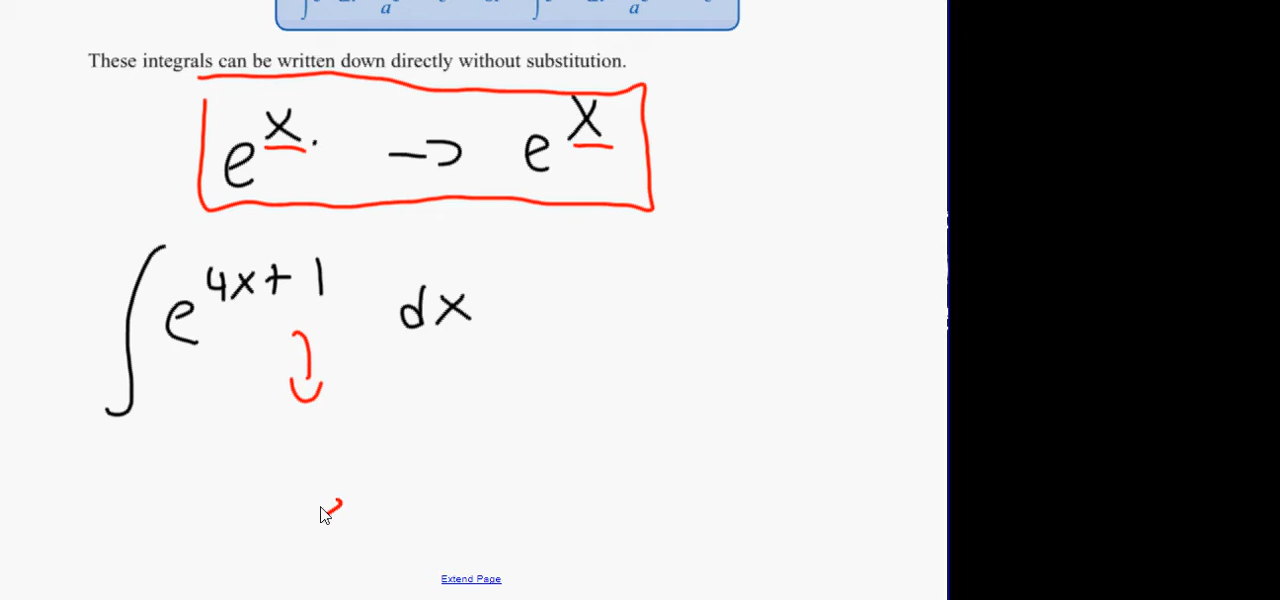 a a
These integrals can be written down directly without substitution.
e^x. → e^x
∫ e^{4x+1} dx
Extend Page